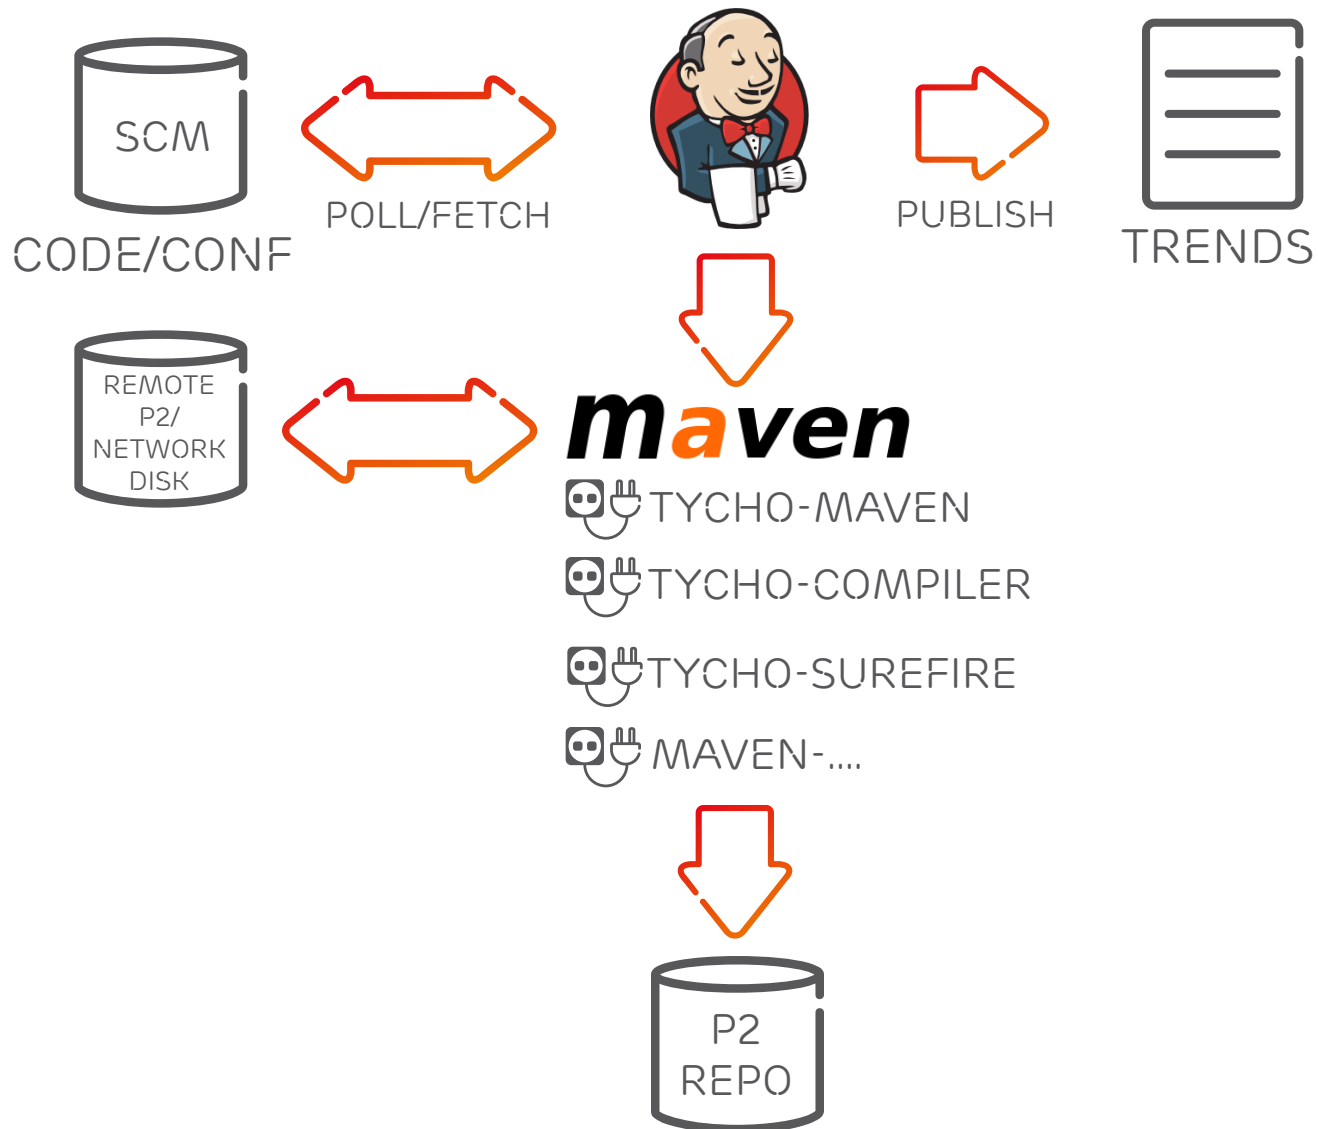 SCM
CODE/CONF
POLL/FETCH
PUBLISH
TRENDS
REMOTE
P2/
NETWORK
DISK
maven
TYCHO-MAVEN
TYCHO-COMPILER
TYCHO-SUREFIRE
MAVEN-....
P2
REPO